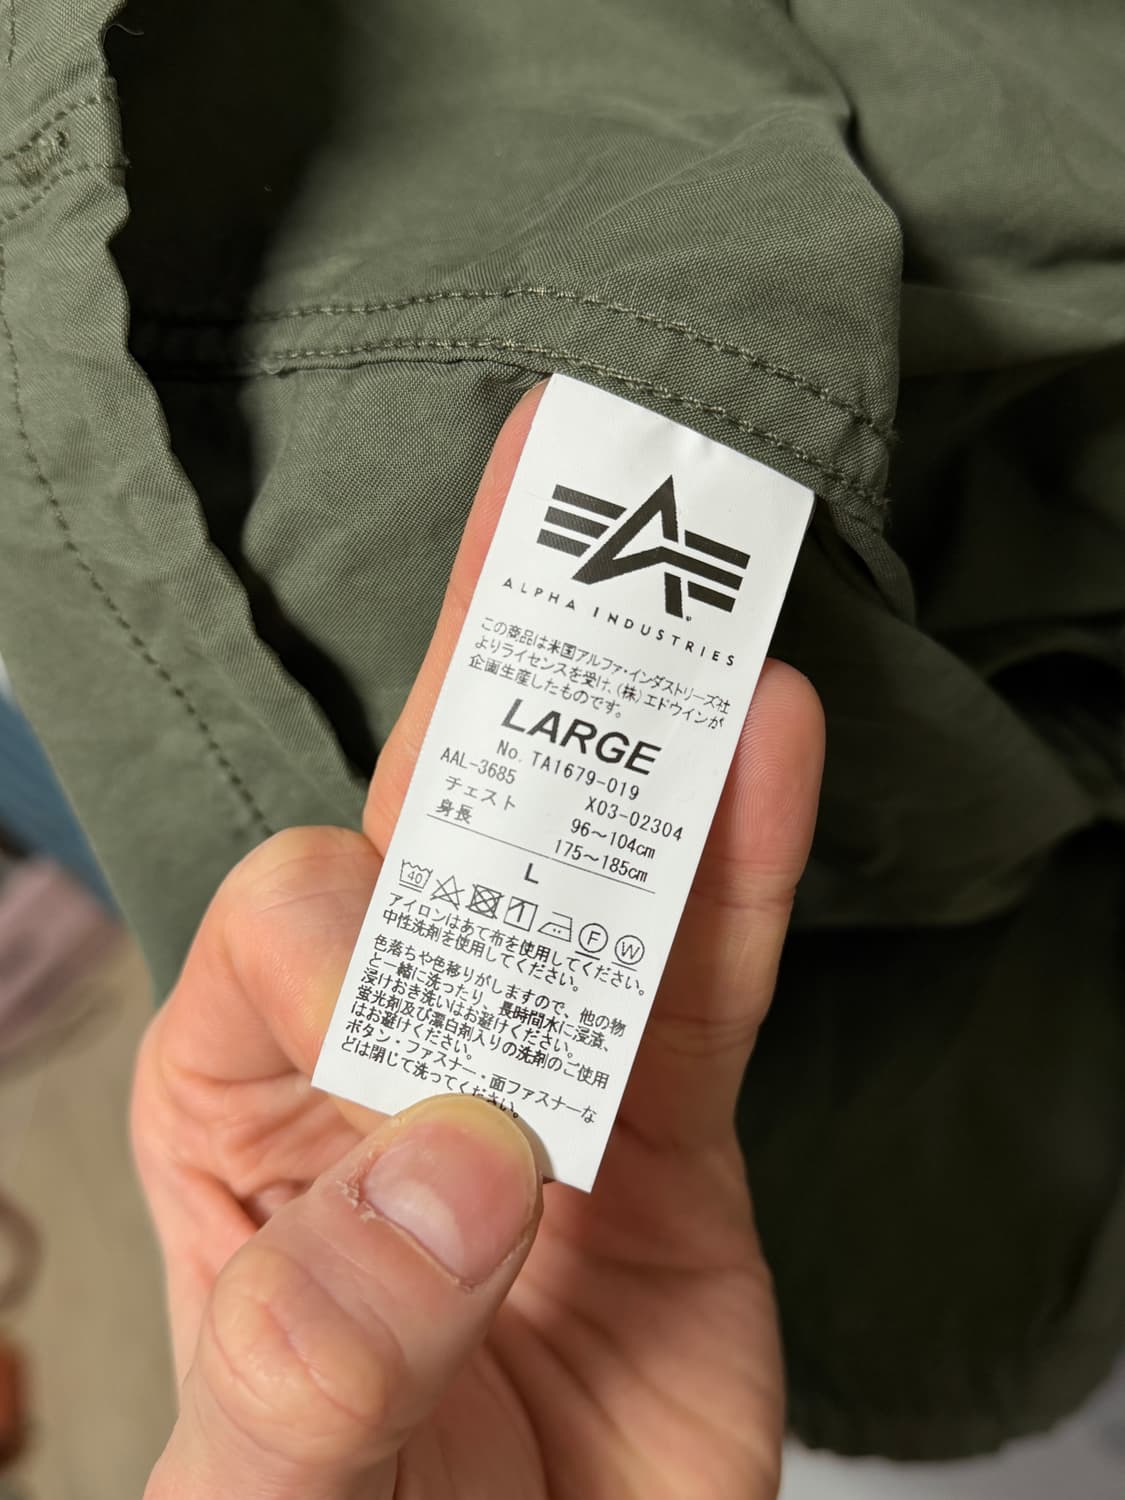 ALPHA INDUSTRIES
この商品は米国アルファ・インダストリーズ社
よりライセンスを受け、(株)エドウインが
企画生産したものです。
LARGE
No. TA1679-019
AAL-3685 X03-02304
チェスト 96～104cm
身長 175～185cm
L
40 1 F W
アイロンはあて布を使用してください。
中性洗剤を使用してください。
色落ちや色移りがしますので、他の物
と一緒に洗ったり、長時間水に浸漬、
浸けおき洗いはお避けください。
蛍光剤及び漂白剤入りの洗剤のご使用
はお避けください。
ボタン・ファスナー・面ファスナーな
どは閉じて洗ってください。